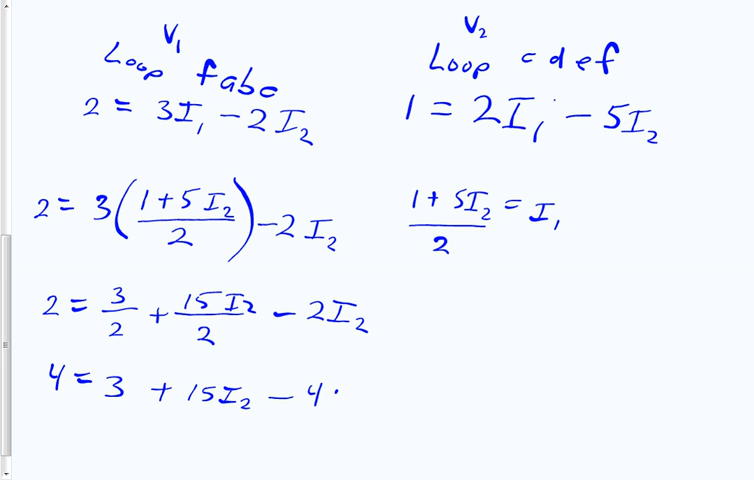 V₁
Loop fabc
2 = 3I₁ - 2I₂
V₂
Loop cdef
1 = 2I₁ - 5I₂
(1 + 5I₂)/2 = I₁
2 = 3((1 + 5I₂)/2) - 2I₂
2 = 3/2 + 15I₂/2 - 2I₂
4 = 3 + 15I₂ - 4